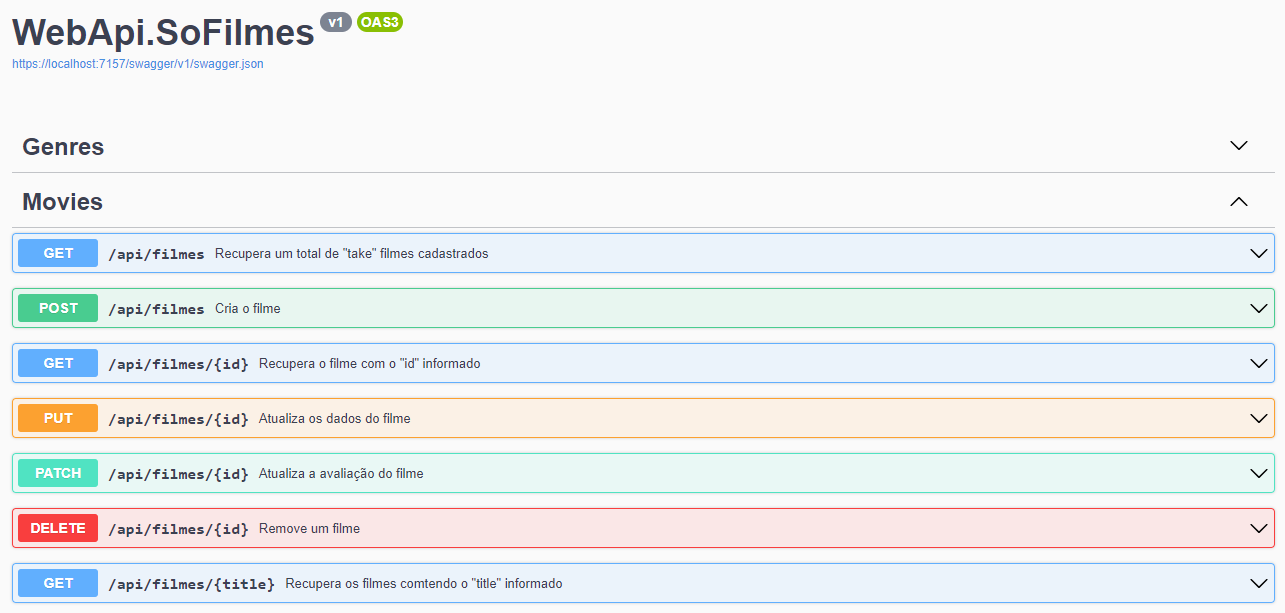 WebApi.SoFilmes v1 OAS3
https://localhost:7157/swagger/v1/swagger.json
Genres
Movies
GET /api/filmes Recupera um total de "take" filmes cadastrados
POST /api/filmes Cria o filme
GET /api/filmes/{id} Recupera o filme com o "id" informado
PUT /api/filmes/{id} Atualiza os dados do filme
PATCH /api/filmes/{id} Atualiza a avaliação do filme
DELETE /api/filmes/{id} Remove um filme
GET /api/filmes/{title} Recupera os filmes comtendo o "title" informado